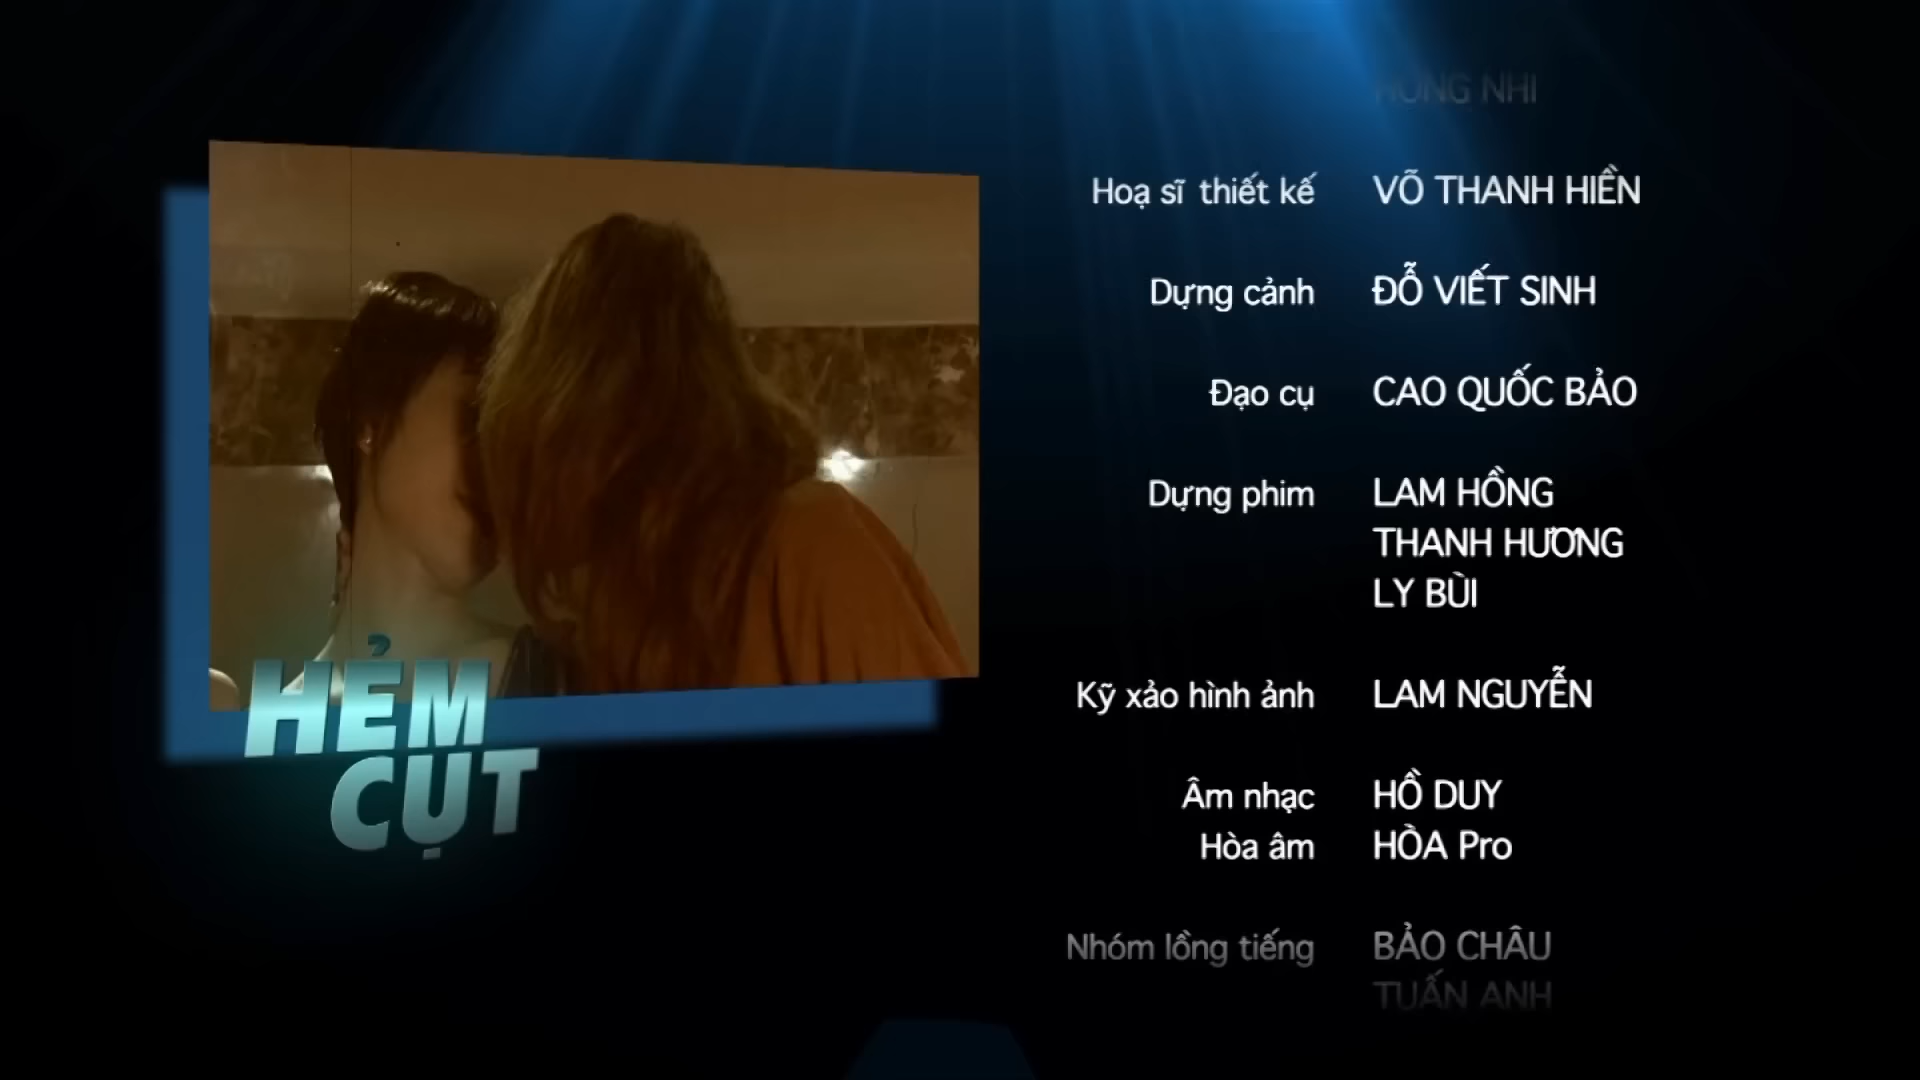 NHI
Hoạ sĩ thiết kế VÕ THANH HIỀN
Dựng cảnh ĐỖ VIẾT SINH
Đạo cụ CAO QUỐC BẢO
Dựng phim LAM HỒNG
THANH HƯƠNG
LY BÙI
Kỹ xảo hình ảnh LAM NGUYỄN
Âm nhạc HỒ DUY
Hòa âm HÒA Pro
Nhóm lồng tiếng BẢO CHÂU
TUẤN ANH
HẺM
CỤT